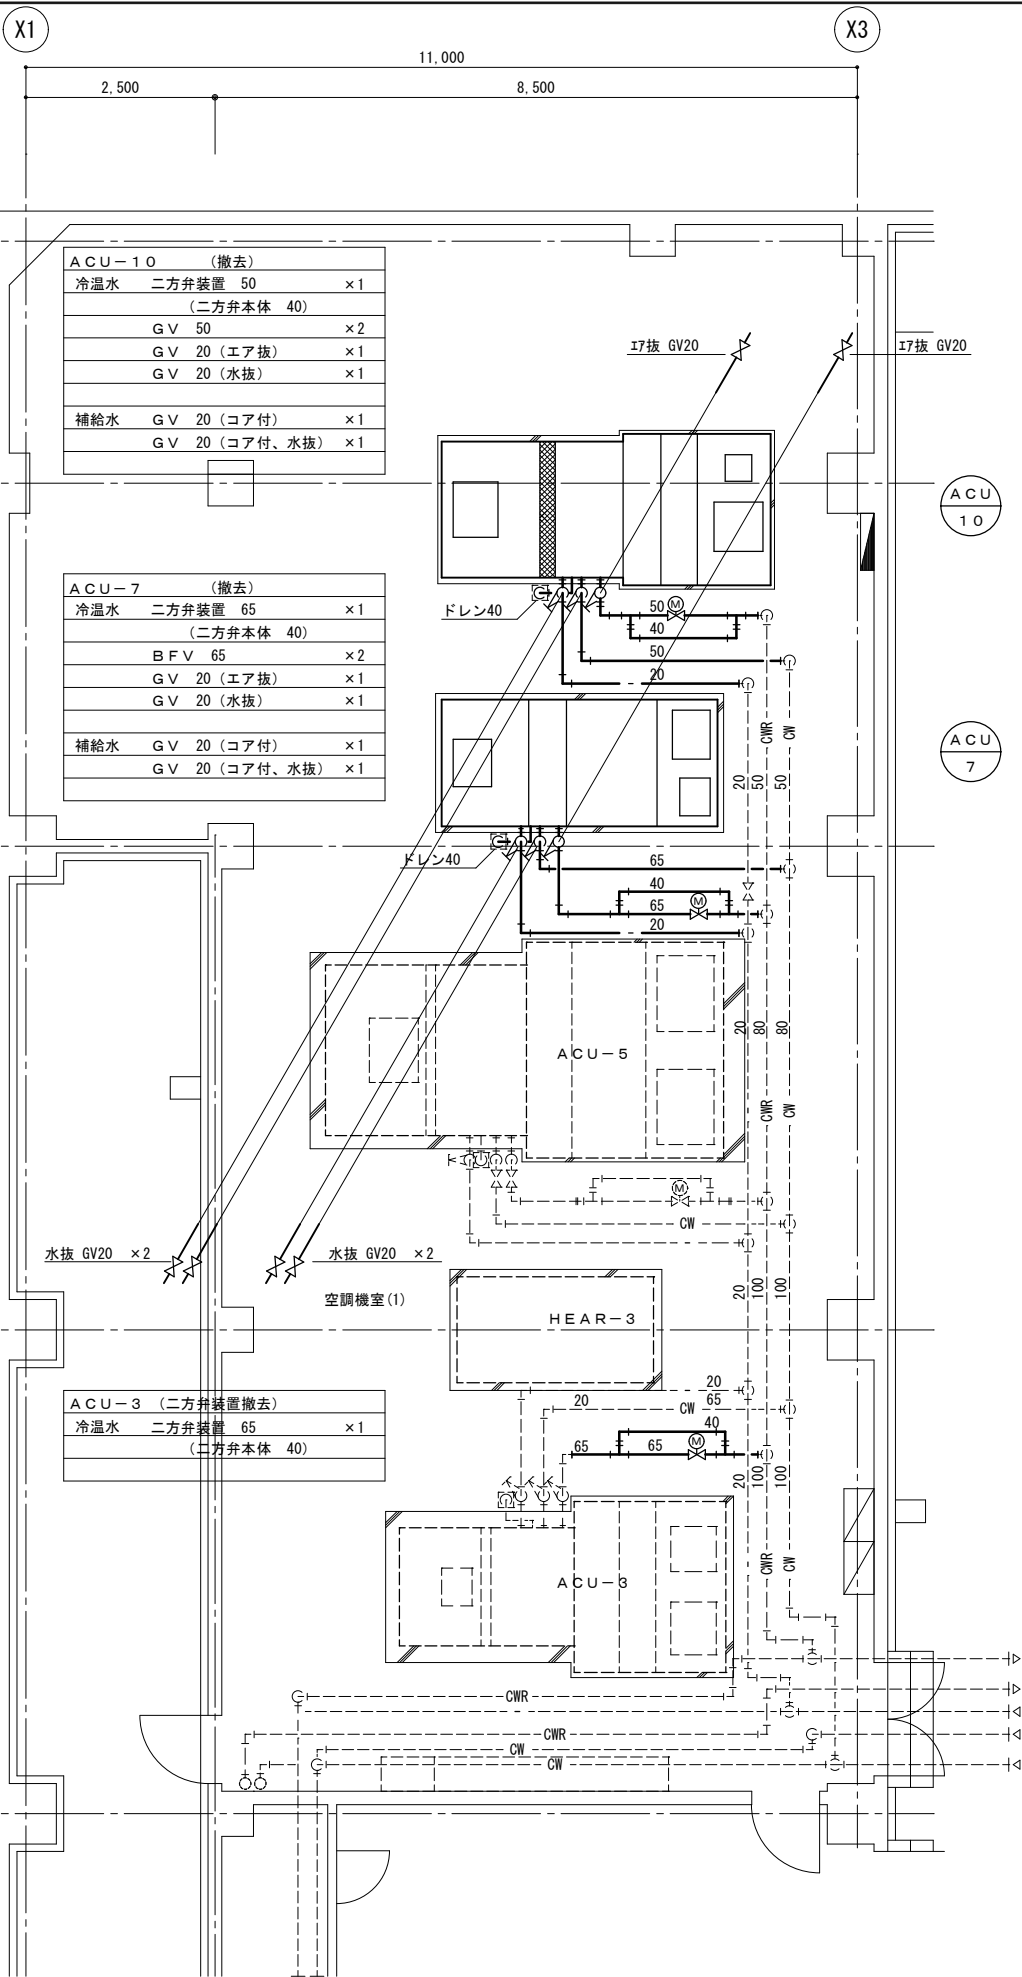 X1
X3
11,000
2,500
8,500
ACU-10 （撤去）
冷温水 二方弁装置 50 ×1
（二方弁本体 40）
GV 50 ×2
GV 20（エア抜） ×1
GV 20（水抜） ×1
補給水 GV 20（コア付） ×1
GV 20（コア付、水抜） ×1
ｴｱ抜 GV20
ｴｱ抜 GV20
ACU
10
ACU-7 （撤去）
冷温水 二方弁装置 65 ×1
（二方弁本体 40）
BFV 65 ×2
GV 20（エア抜） ×1
GV 20（水抜） ×1
補給水 GV 20（コア付） ×1
GV 20（コア付、水抜） ×1
ドレン40
50
M
40
50
20
CWR
CW
20
50
50
ACU
7
ドレン40
65
40
65
M
20
20
80
80
ACU-5
CWR
CW
M
CW
水抜 GV20 ×2
水抜 GV20 ×2
空調機室(1)
20
100
100
HEAR-3
20
20
CW 65
ACU-3 （二方弁装置撤去）
冷温水 二方弁装置 65 ×1
（二方弁本体 40）
40
65
65
M
20
100
100
CWR
CW
ACU-3
CWR
CWR
CW
CW